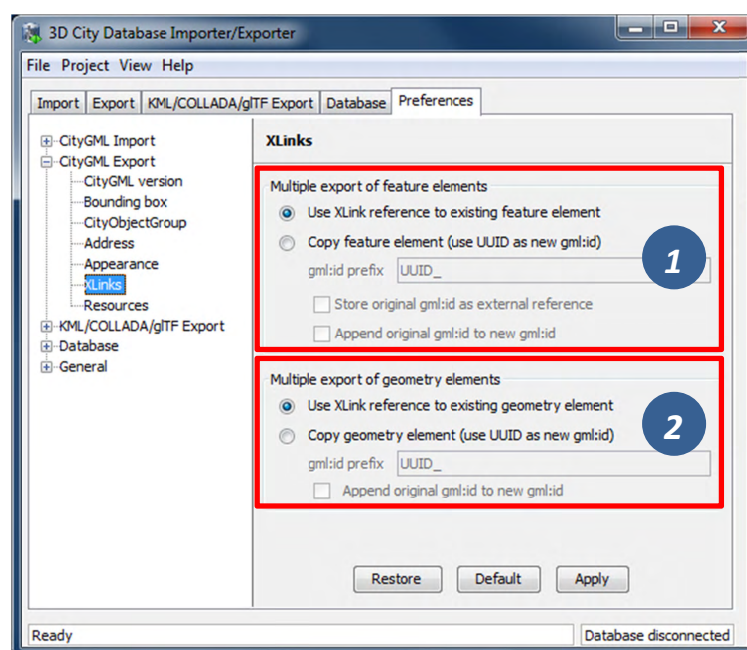 3D City Database Importer/Exporter
File Project View Help
Import Export KML/COLLADA/glTF Export Database Preferences
CityGML Import
CityGML Export
CityGML version
Bounding box
CityObjectGroup
Address
Appearance
XLinks
Resources
KML/COLLADA/glTF Export
Database
General
XLinks
Multiple export of feature elements
Use XLink reference to existing feature element
Copy feature element (use UUID as new gml:id)
gml:id prefix UUID_
Store original gml:id as external reference
Append original gml:id to new gml:id
1
Multiple export of geometry elements
Use XLink reference to existing geometry element
Copy geometry element (use UUID as new gml:id)
gml:id prefix UUID_
Append original gml:id to new gml:id
2
Restore Default Apply
Ready Database disconnected